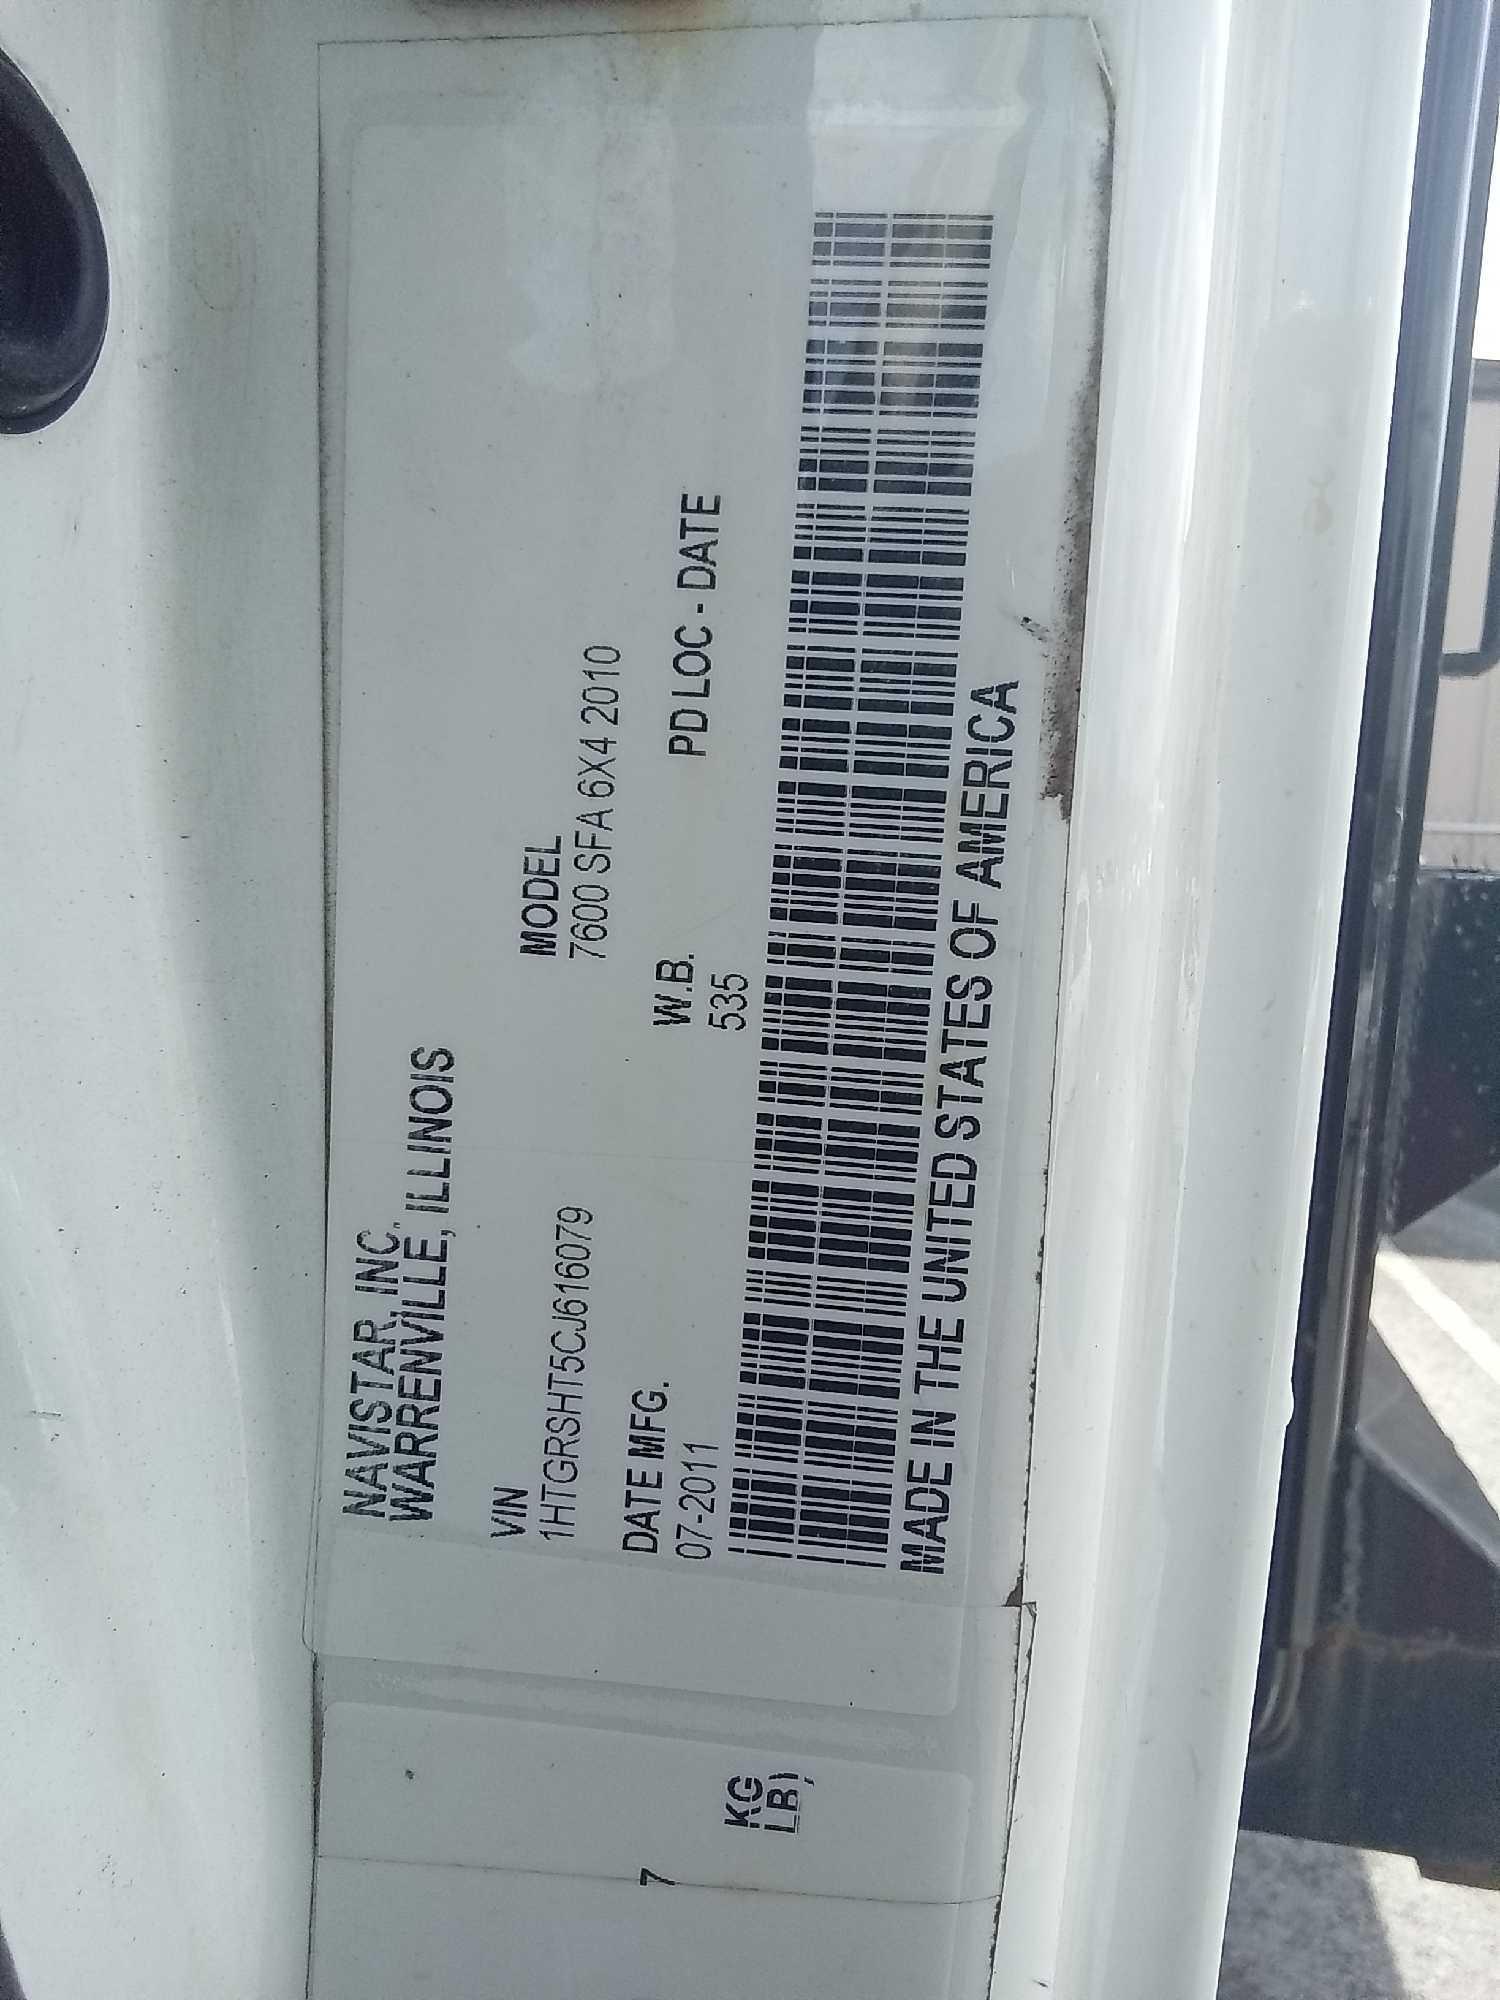 NAVISTAR, INC.
WARRENVILLE, ILLINOIS
VIN
1HTGRSHT5CJ616079
MODEL
7600 SFA 6X4 2010
DATE MFG.
07-2011
W.B.
535
PD LOC - DATE
MADE IN THE UNITED STATES OF AMERICA
7
KG
LB)